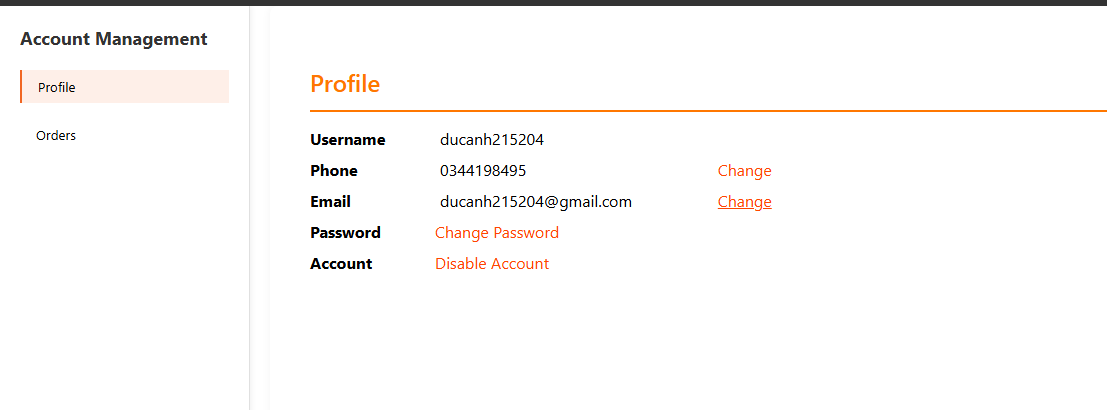 Account Management
Profile
Orders
Profile
Username ducanh215204
Phone 0344198495 Change
Email ducanh215204@gmail.com Change
Password Change Password
Account Disable Account